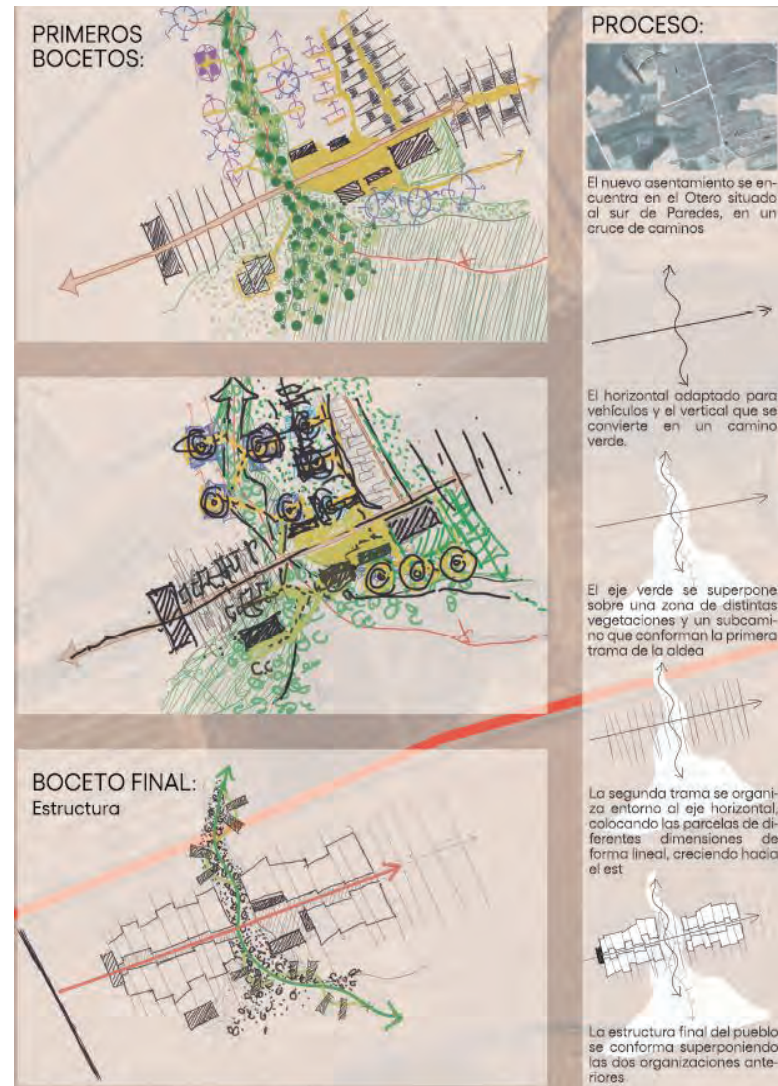 PRIMEROS
BOCETOS:
BOCETO FINAL:
Estructura
PROCESO:
El nuevo asentamiento se en-
cuentra en el Otero situado
al sur de Paredes, en un
cruce de caminos
El horizontal adaptado para
vehículos y el vertical que se
convierte en un camino
verde.
El eje verde se superpone
sobre una zona de distintas
vegetaciones y un subcami-
no que conforman la primera
trama de la aldea
La segunda trama se organi-
za entorno al eje horizontal,
colocando las parcelas de di-
ferentes dimensiones de
forma lineal, creciendo hacia
el est
La estructura final del pueblo
se conforma superponiendo
las dos organizaciones ante-
riores